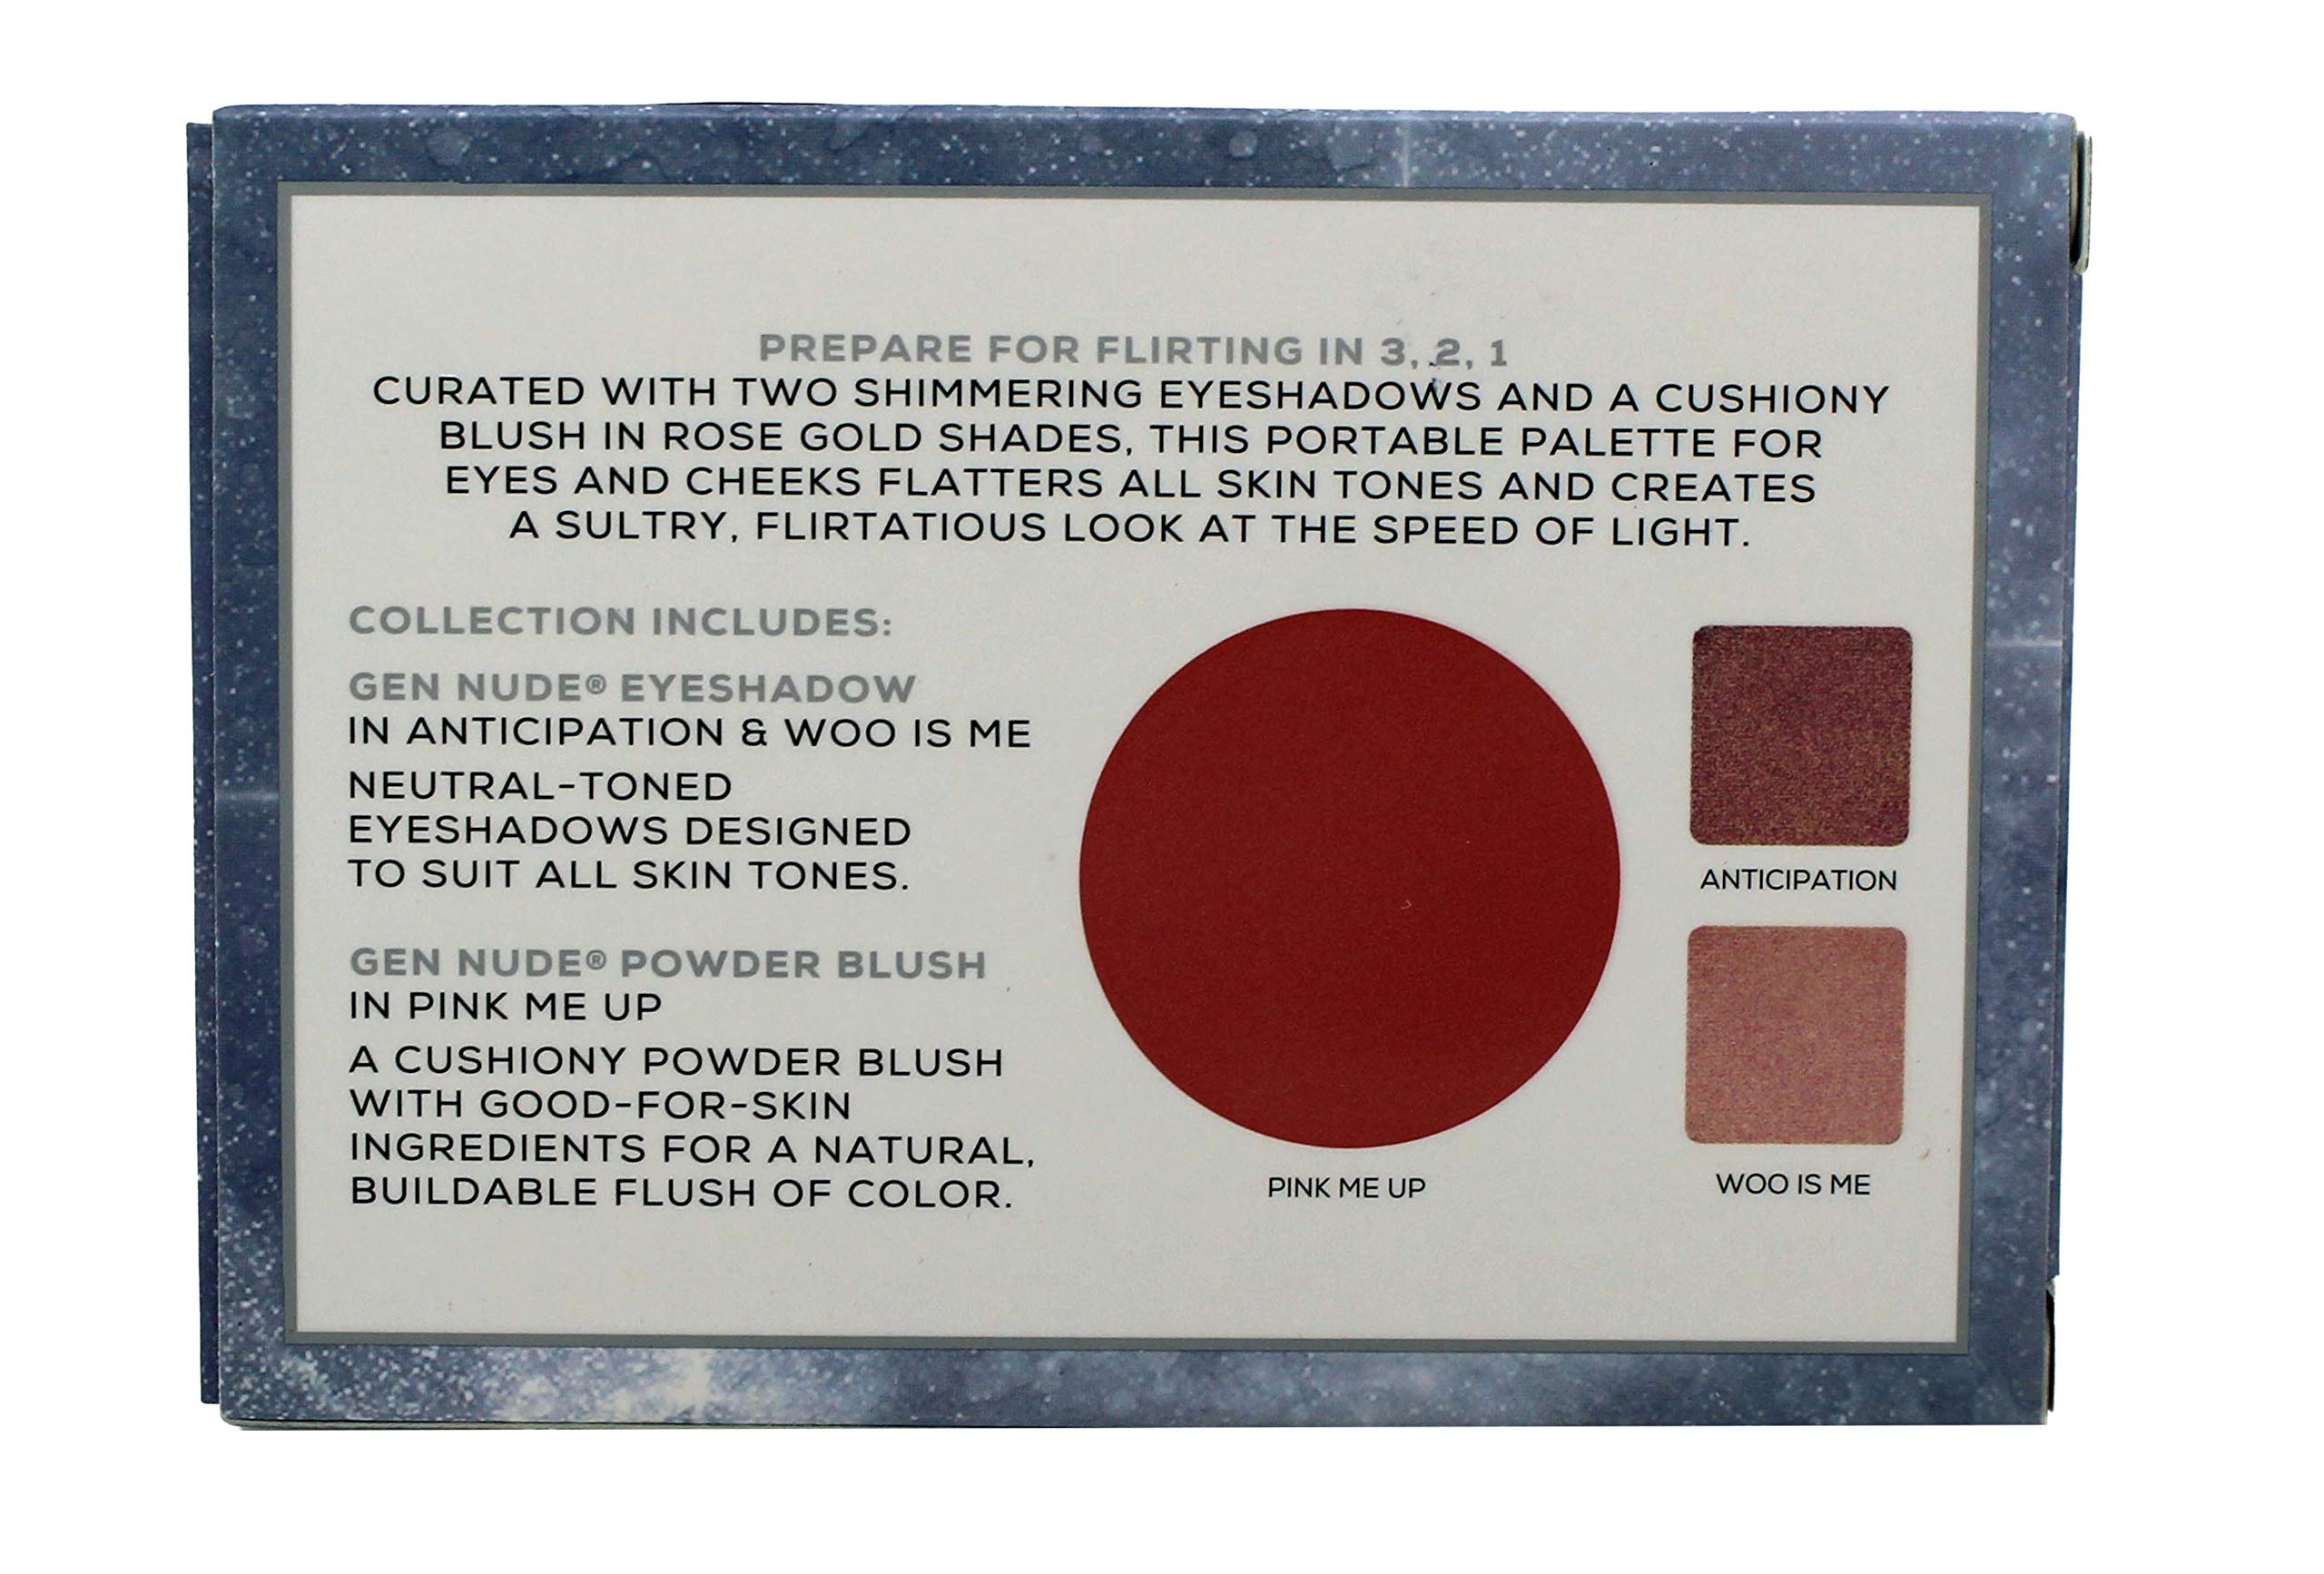 PREPARE FOR FLIRTING IN 3, 2, 1
CURATED WITH TWO SHIMMERING EYESHADOWS AND A CUSHIONY
BLUSH IN ROSE GOLD SHADES, THIS PORTABLE PALETTE FOR
EYES AND CHEEKS FLATTERS ALL SKIN TONES AND CREATES
A SULTRY, FLIRTATIOUS LOOK AT THE SPEED OF LIGHT.
COLLECTION INCLUDES:
GEN NUDE® EYESHADOW
IN ANTICIPATION & WOO IS ME
NEUTRAL-TONED
EYESHADOWS DESIGNED
TO SUIT ALL SKIN TONES.
GEN NUDE® POWDER BLUSH
IN PINK ME UP
A CUSHIONY POWDER BLUSH
WITH GOOD-FOR-SKIN
INGREDIENTS FOR A NATURAL,
BUILDABLE FLUSH OF COLOR.
PINK ME UP
ANTICIPATION
WOO IS ME